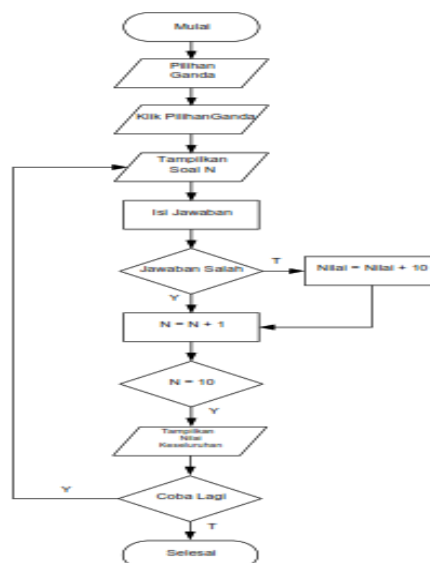 Mulai
Pilihan
Ganda
Klik PilihanGanda
Tampilkan
Soal N
Isi Jawaban
Jawaban Salah
T
Nilai = Nilai + 10
Y
N = N + 1
N = 10
Y
Tampilkan
Nilai
Keseluruhan
Y
Coba Lagi
T
Selesai